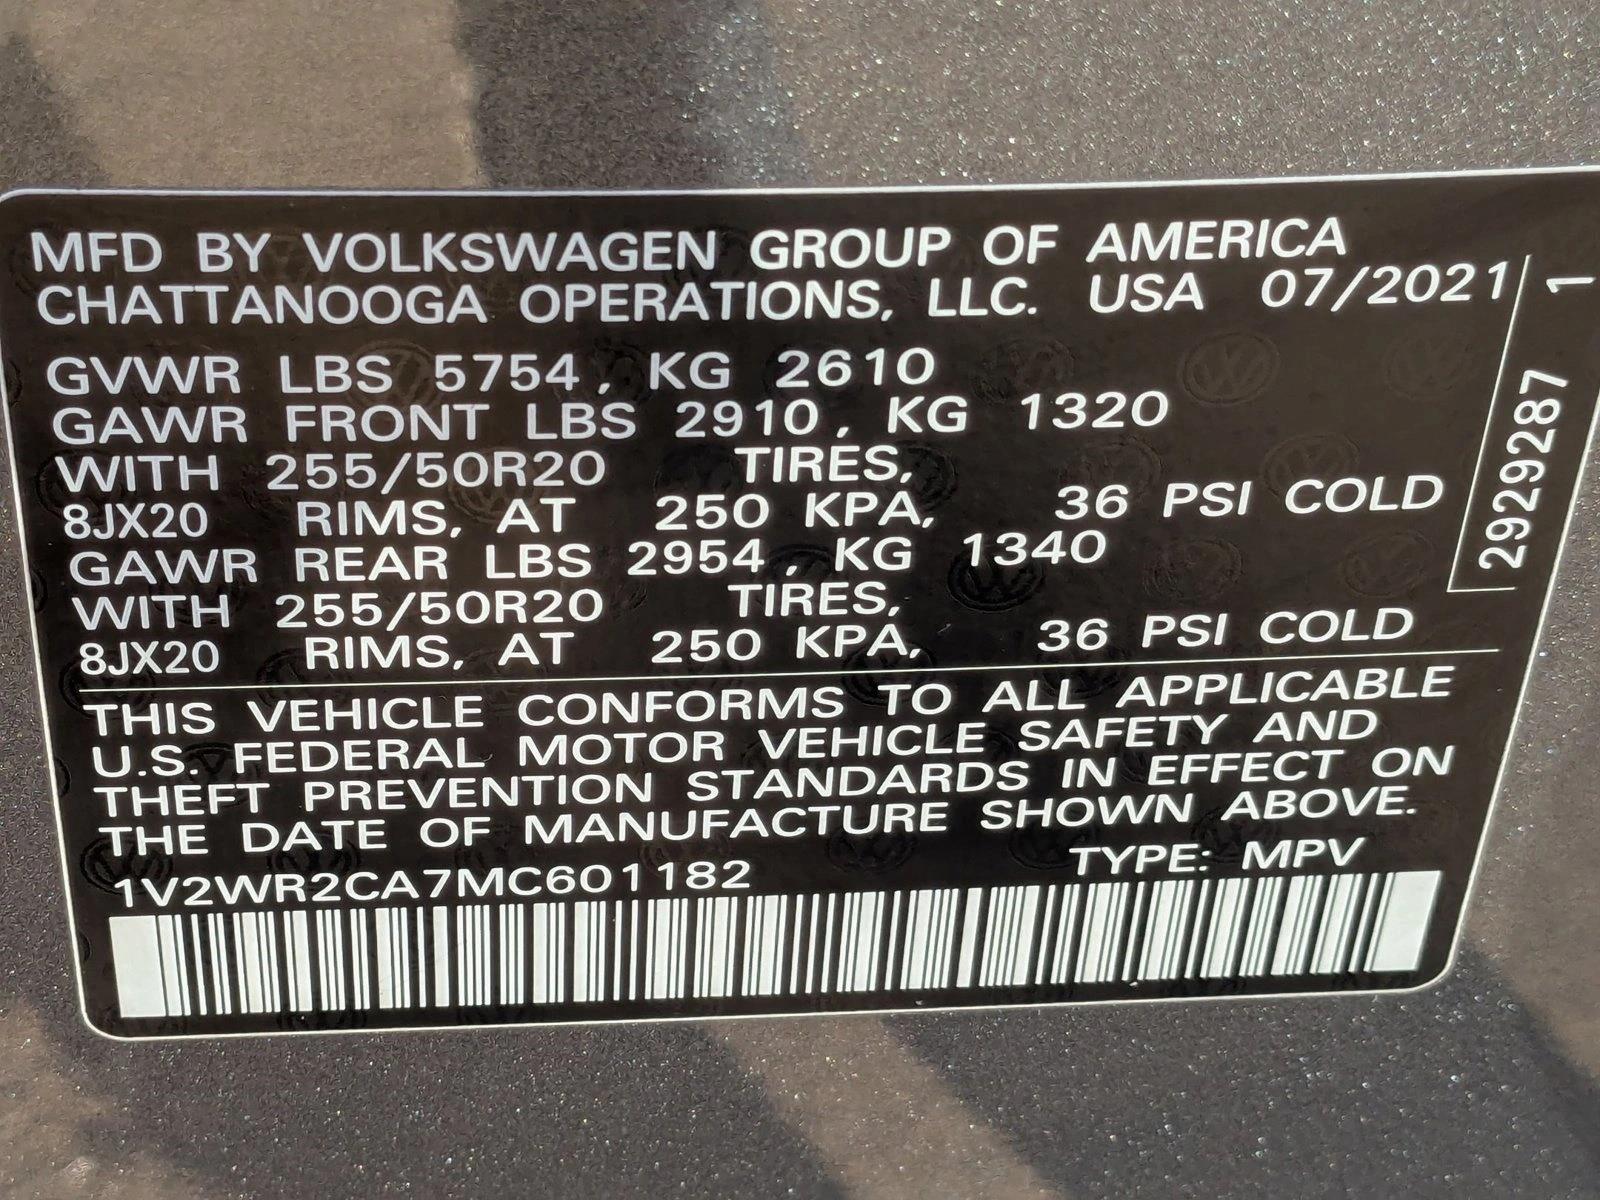 MFD BY VOLKSWAGEN GROUP OF AMERICA
CHATTANOOGA OPERATIONS, LLC. USA 07/2021
GVWR LBS 5754, KG 2610
GAWR FRONT LBS 2910, KG 1320
WITH 255/50R20 TIRES,
8JX20 RIMS, AT 250 KPA, 36 PSI COLD
GAWR REAR LBS 2954, KG 1340
WITH 255/50R20 TIRES,
8JX20 RIMS, AT 250 KPA, 36 PSI COLD
2929287 1
THIS VEHICLE CONFORMS TO ALL APPLICABLE
U.S. FEDERAL MOTOR VEHICLE SAFETY AND
THEFT PREVENTION STANDARDS IN EFFECT ON
THE DATE OF MANUFACTURE SHOWN ABOVE.
1V2WR2CA7MC601182 TYPE: MPV